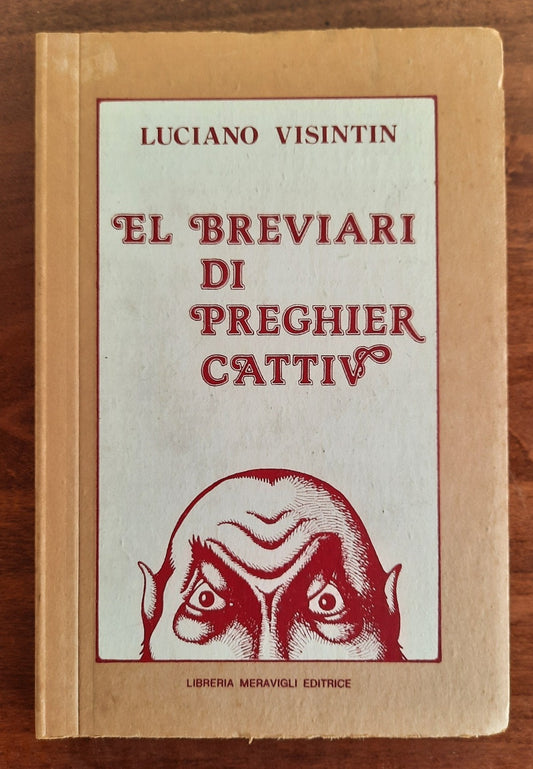 LUCIANO VISINTIN
EL BREVIARI
DI
PREGHIER
CATTIV
LIBRERIA MERAVIGLI EDITRICE